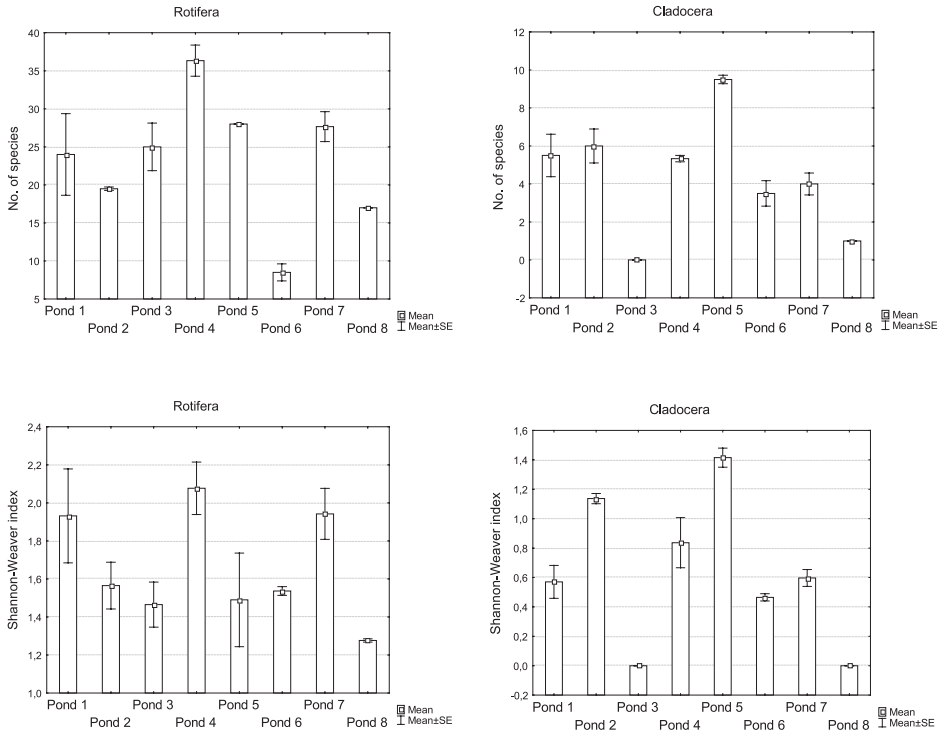 Rotifera
No. of species
40
35
30
25
20
15
10
5
Pond 1 Pond 3 Pond 5 Pond 7
Pond 2 Pond 4 Pond 6 Pond 8
Mean
Mean±SE
Cladocera
No. of species
12
10
8
6
4
2
0
-2
Pond 1 Pond 3 Pond 5 Pond 7
Pond 2 Pond 4 Pond 6 Pond 8
Mean
Mean±SE
Rotifera
Shannon-Weaver index
2,4
2,2
2,0
1,8
1,6
1,4
1,2
1,0
Pond 1 Pond 3 Pond 5 Pond 7
Pond 2 Pond 4 Pond 6 Pond 8
Mean
Mean±SE
Cladocera
Shannon-Weaver index
1,6
1,4
1,2
1,0
0,8
0,6
0,4
0,2
0,0
-0,2
Pond 1 Pond 3 Pond 5 Pond 7
Pond 2 Pond 4 Pond 6 Pond 8
Mean
Mean±SE